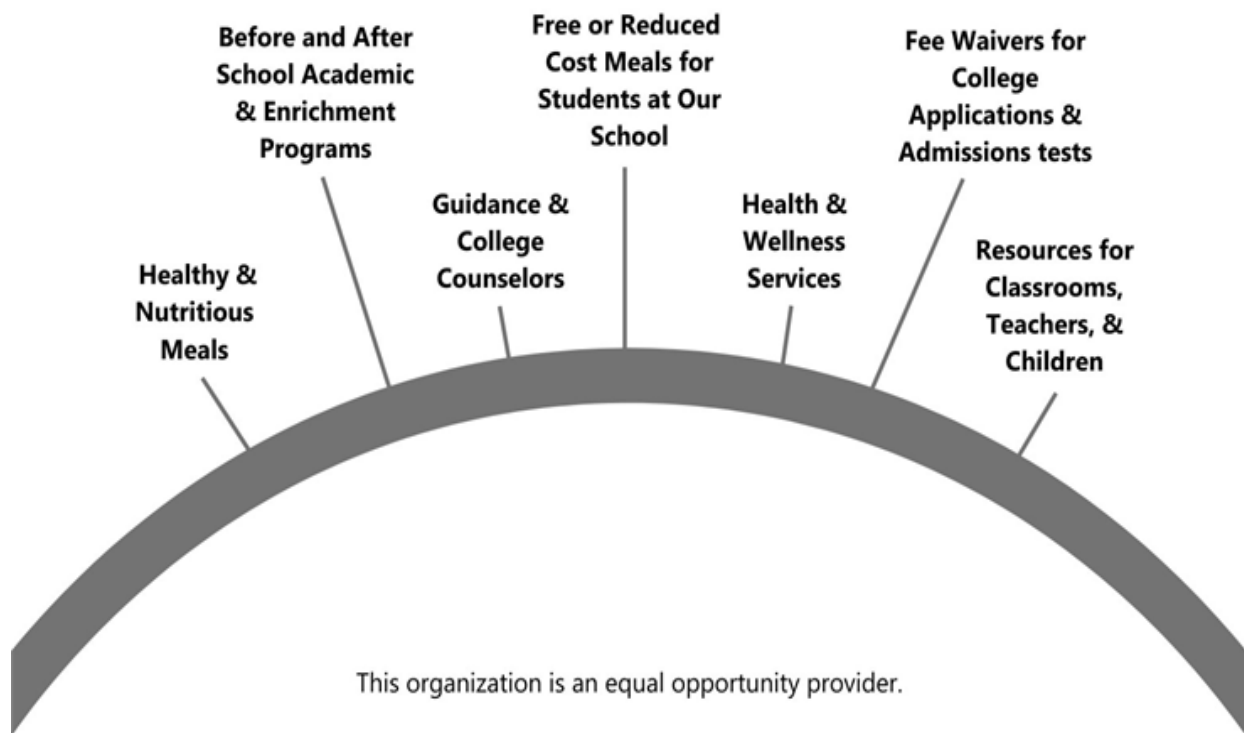 Healthy &
Nutritious
Meals
Before and After
School Academic
& Enrichment
Programs
Guidance &
College
Counselors
Free or Reduced
Cost Meals for
Students at Our
School
Health &
Wellness
Services
Fee Waivers for
College
Applications &
Admissions tests
Resources for
Classrooms,
Teachers, &
Children
This organization is an equal opportunity provider.